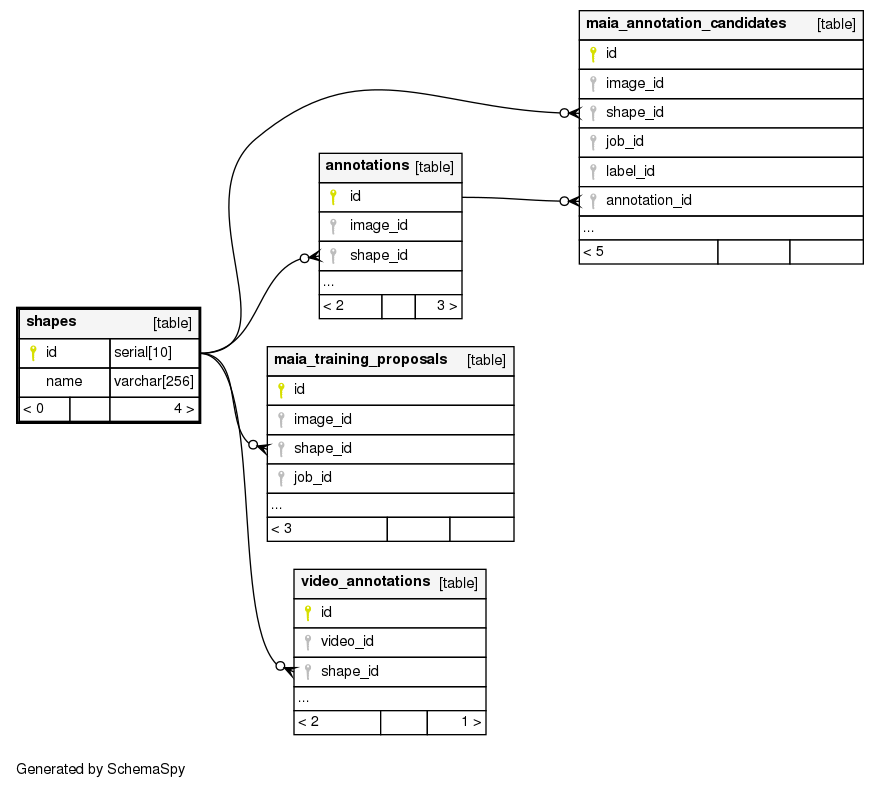 maia_annotation_candidates [table]
id
image_id
shape_id
job_id
label_id
annotation_id
...
< 5
annotations [table]
id
image_id
shape_id
...
< 2 3 >
shapes [table]
id serial[10]
name varchar[256]
< 0 4 >
maia_training_proposals [table]
id
image_id
shape_id
job_id
...
< 3
video_annotations [table]
id
video_id
shape_id
...
< 2 1 >
Generated by SchemaSpy